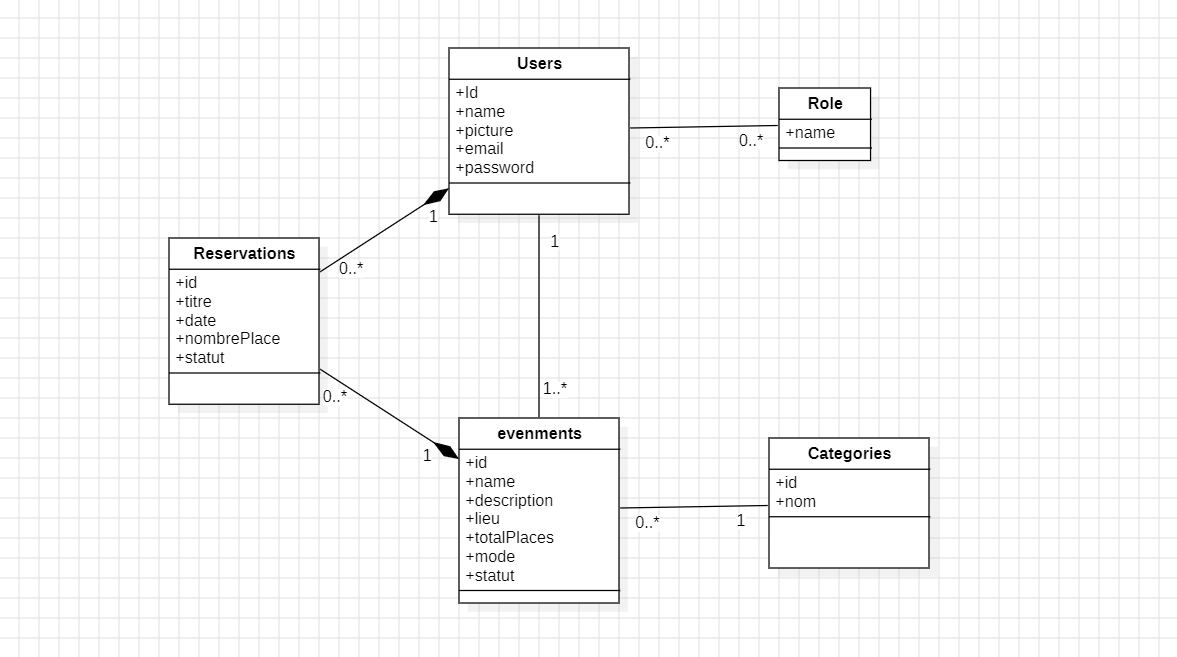 Users
+Id
+name
+picture
+email
+password
Role
+name
0..*
0..*
1
0..*
1
Reservations
+id
+titre
+date
+nombrePlace
+statut
0..*
1
1..*
evenments
+id
+name
+description
+lieu
+totalPlaces
+mode
+statut
0..*
1
Categories
+id
+nom